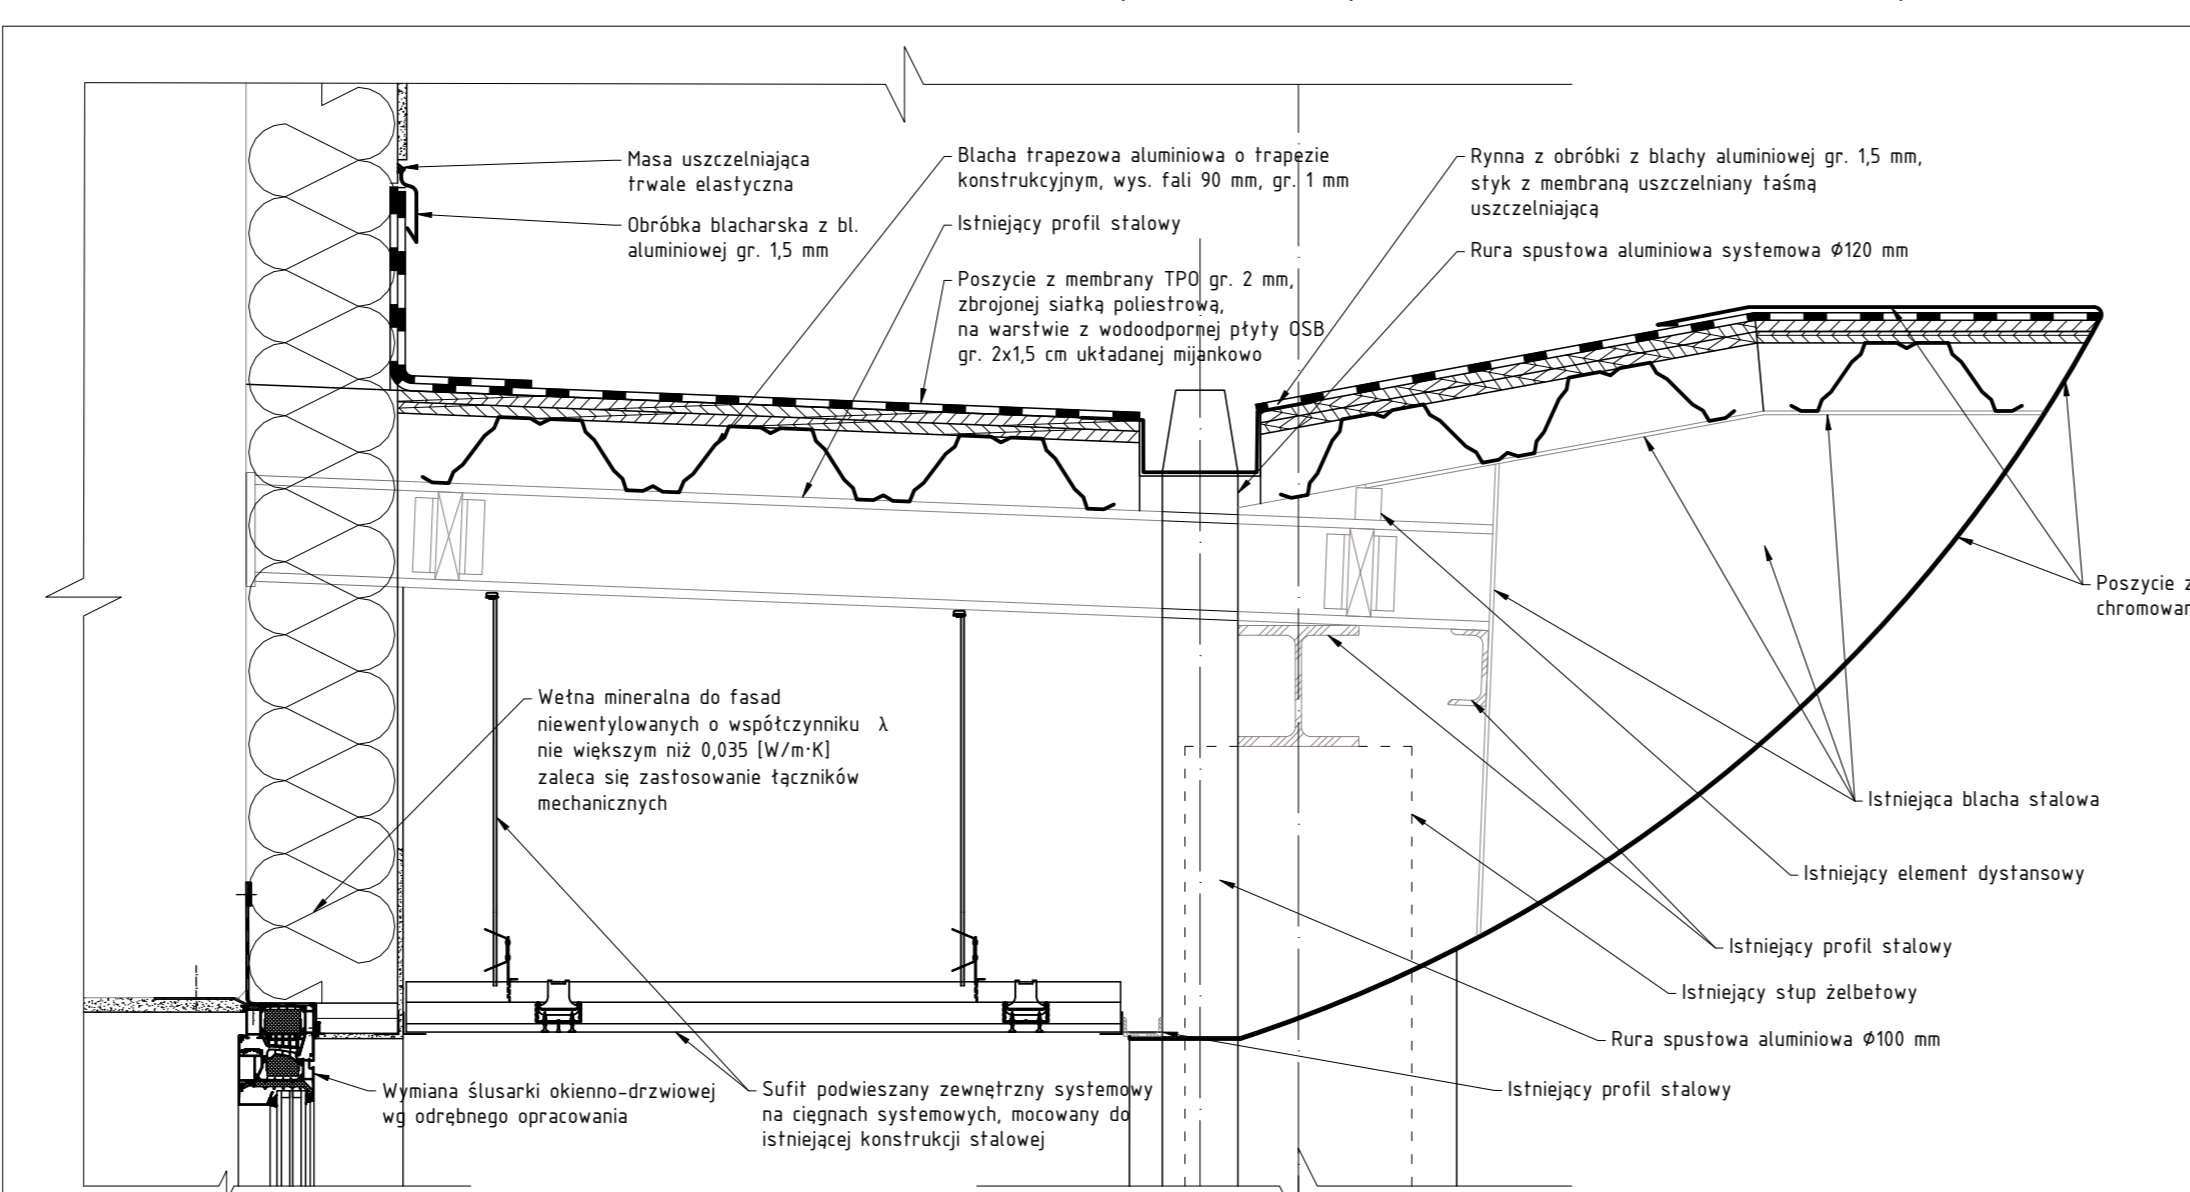 Masa uszczelniająca
trwale elastyczna
Obróbka blacharska z bl.
aluminiowej gr. 1,5 mm
Blacha trapezowa aluminiowa o trapezie
konstrukcyjnym, wys. fali 90 mm, gr. 1 mm
Istniejący profil stalowy
Poszycie z membrany TPO gr. 2 mm,
zbrojonej siatką poliestrową,
na warstwie z wodoodpornej płyty OSB
gr. 2x1,5 cm układanej mijankowo
Rynna z obróbki z blachy aluminiowej gr. 1,5 mm,
styk z membraną uszczelniany taśmą
uszczelniającą
Rura spustowa aluminiowa systemowa Ø120 mm
Poszycie z
chromowan
Wełna mineralna do fasad
niewentylowanych o współczynniku λ
nie większym niż 0,035 [W/m·K]
zaleca się zastosowanie łączników
mechanicznych
Istniejąca blacha stalowa
Istniejący element dystansowy
Istniejący profil stalowy
Istniejący słup żelbetowy
Rura spustowa aluminiowa Ø100 mm
Istniejący profil stalowy
Wymiana ślusarki okienno-drzwiowej
wg odrębnego opracowania
Sufit podwieszany zewnętrzny systemowy
na cięgnach systemowych, mocowany do
istniejącej konstrukcji stalowej